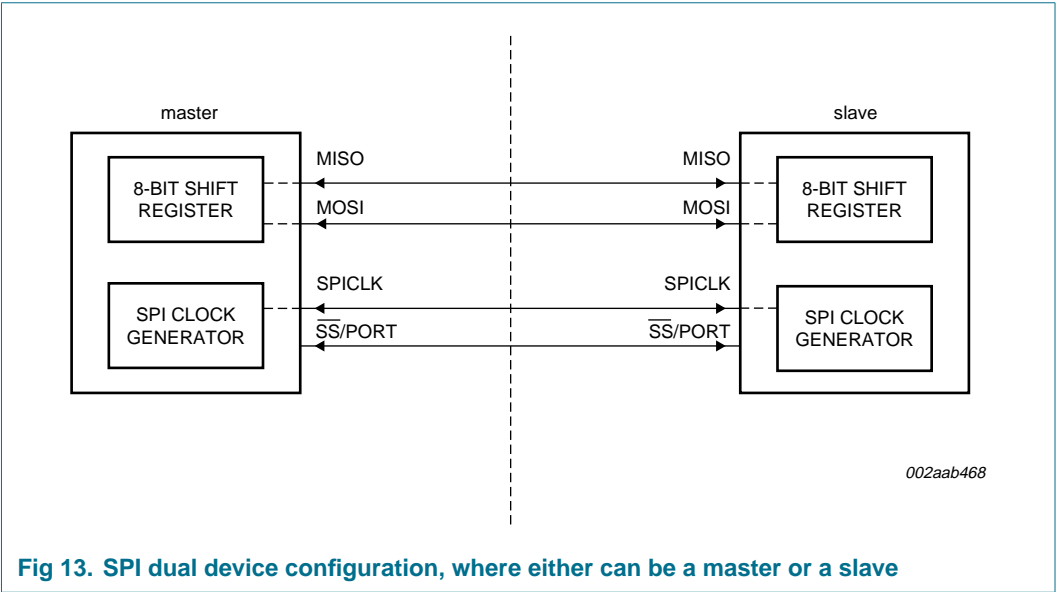 master
slave
MISO
MISO
8-BIT SHIFT
REGISTER
8-BIT SHIFT
REGISTER
MOSI
MOSI
SPICLK
SPICLK
SPI CLOCK
GENERATOR
SPI CLOCK
GENERATOR
S̅S̅/PORT
S̅S̅/PORT
002aab468
Fig 13. SPI dual device configuration, where either can be a master or a slave